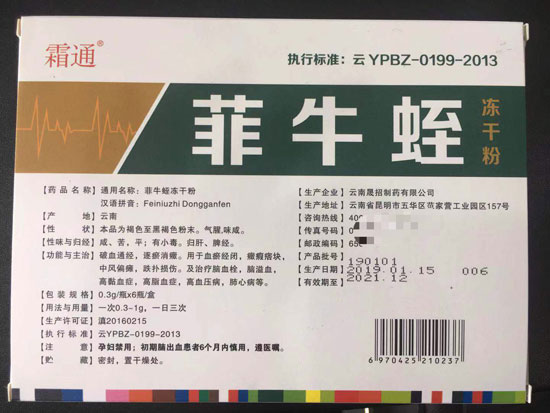 霜通®
执行标准：云YPBZ-0199-2013
菲牛蛭
冻干粉
【药品名称】 通用名称：菲牛蛭冻干粉
汉语拼音：Feiniuzhi Dongganfen
【产 地】 云南
【性 状】 本品为褐色至黑褐色粉末。气腥，味咸。
【性味与归经】 咸、苦，平；有小毒。归肝、脾经。
【功能与主治】 破血通经，逐瘀消癥。用于血瘀经闭，癥瘕痞块，
中风偏瘫，跌扑损伤。及治疗脑血栓，脑溢血，
高黏血症，高脂血症，高血压病，肺心病等。
【包装规格】 0.3g/瓶x6瓶/盒
【用法与用量】 一次0.3~1g，一日三次
【生产许可证】 滇20160215
【执行标准】 云YPBZ-0199-2013
【注 意】 孕妇禁用；初期脑出血患者6个月内慎用，遵医嘱。
【贮 藏】 密封，置干燥处。
【生产企业】 云南晟招制药有限公司
【生产地址】 云南省昆明市五华区范家营工业园区157号
【咨询热线】 400
【传真号码】 0
【邮政编码】 650
【产品批号】 190101
【生产日期】 2019.01.15 006
【有效期至】 2021.12
6 970425 210237